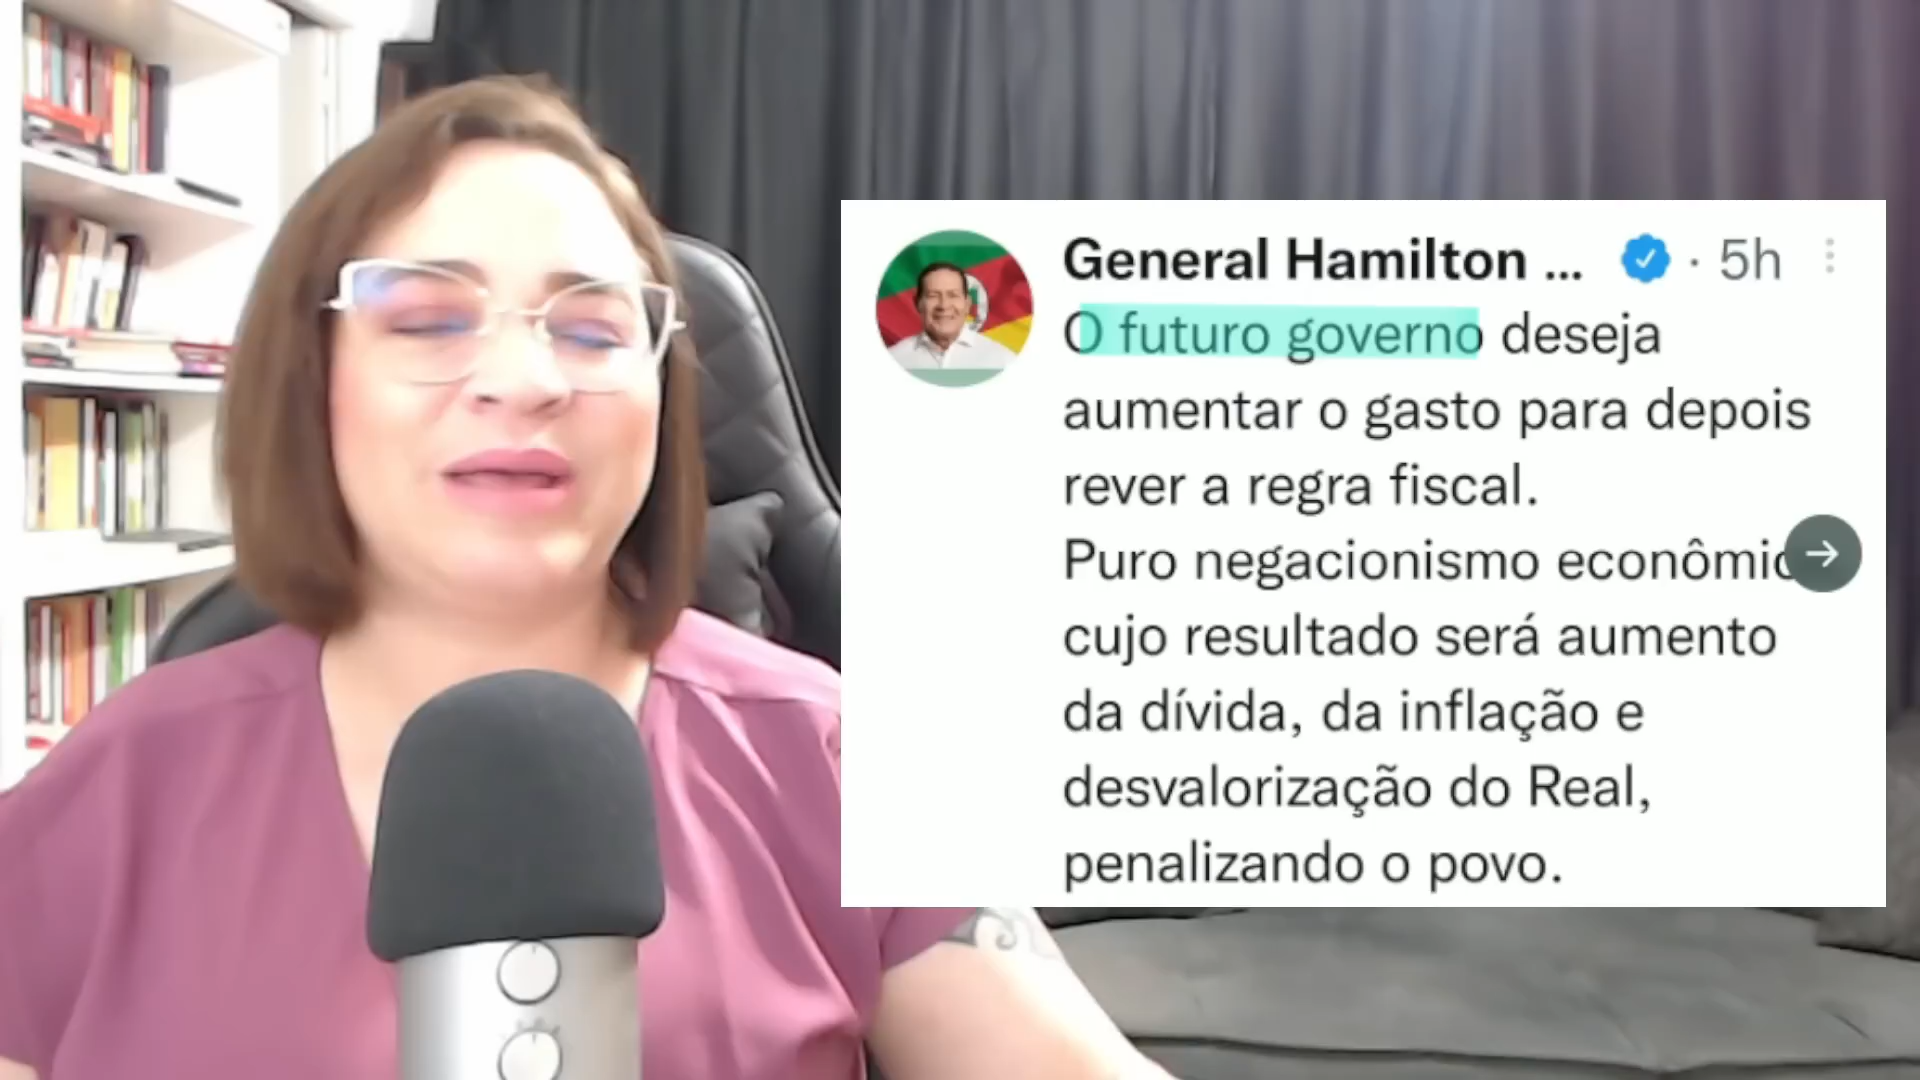 General Hamilton ... · 5h
O futuro governo deseja
aumentar o gasto para depois
rever a regra fiscal.
Puro negacionismo econômic
cujo resultado será aumento
da dívida, da inflação e
desvalorização do Real,
penalizando o povo.